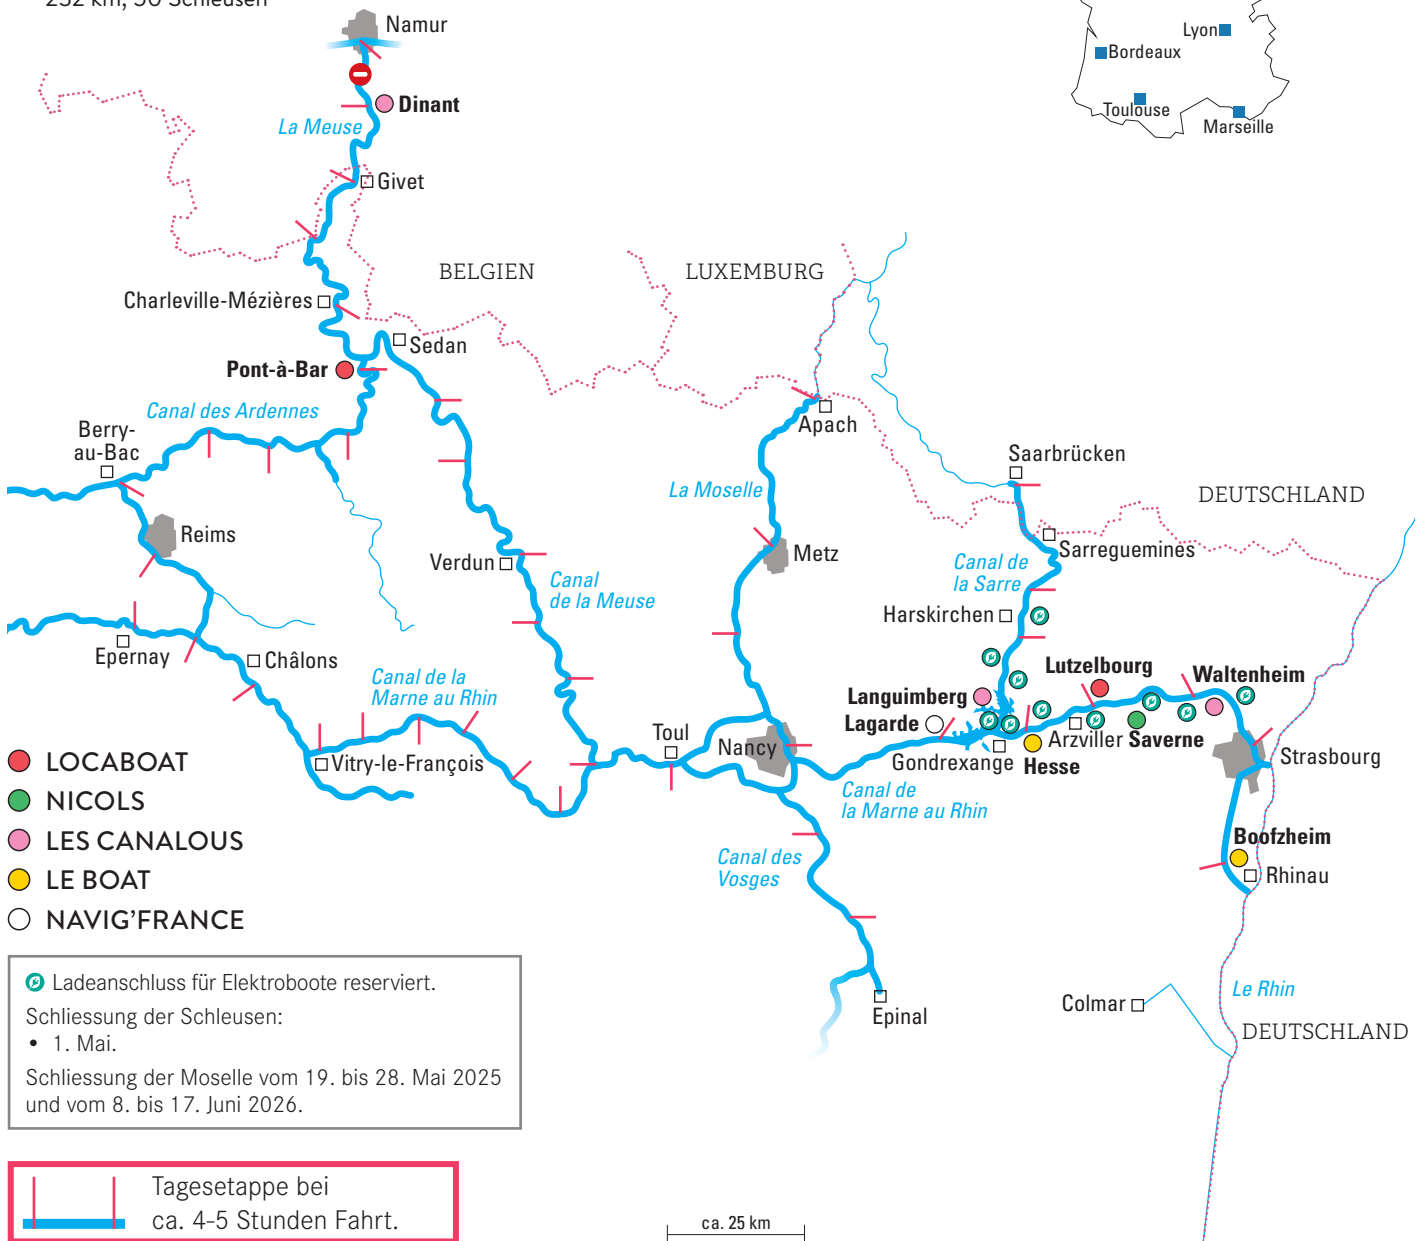 232 km, 30 Schleusen
Namur
Lyon
Bordeaux
Toulouse
Marseille
Dinant
La Meuse
Givet
BELGIEN
LUXEMBURG
Charleville-Mézières
Sedan
Pont-à-Bar
Canal des Ardennes
Berry-
au-Bac
Apach
Saarbrücken
DEUTSCHLAND
La Moselle
Reims
Metz
Sarreguemines
Verdun
Canal
de la Meuse
Canal de
la Sarre
Harskirchen
Epernay
Châlons
Canal de la
Marne au Rhin
Languimberg
Lagarde
Lutzelbourg
Waltenheim
Toul
Nancy
Gondrexange
Hesse
Arzviller
Saverne
Strasbourg
Vitry-le-François
Canal de
la Marne au Rhin
Canal des
Vosges
Boofzheim
Rhinau
LOCABOAT
NICOLS
LES CANALOUS
LE BOAT
NAVIG'FRANCE
Epinal
Colmar
Le Rhin
DEUTSCHLAND
Ladeanschluss für Elektroboote reserviert.
Schliessung der Schleusen:
• 1. Mai.
Schliessung der Moselle vom 19. bis 28. Mai 2025
und vom 8. bis 17. Juni 2026.
Tagesetappe bei
ca. 4-5 Stunden Fahrt.
ca. 25 km